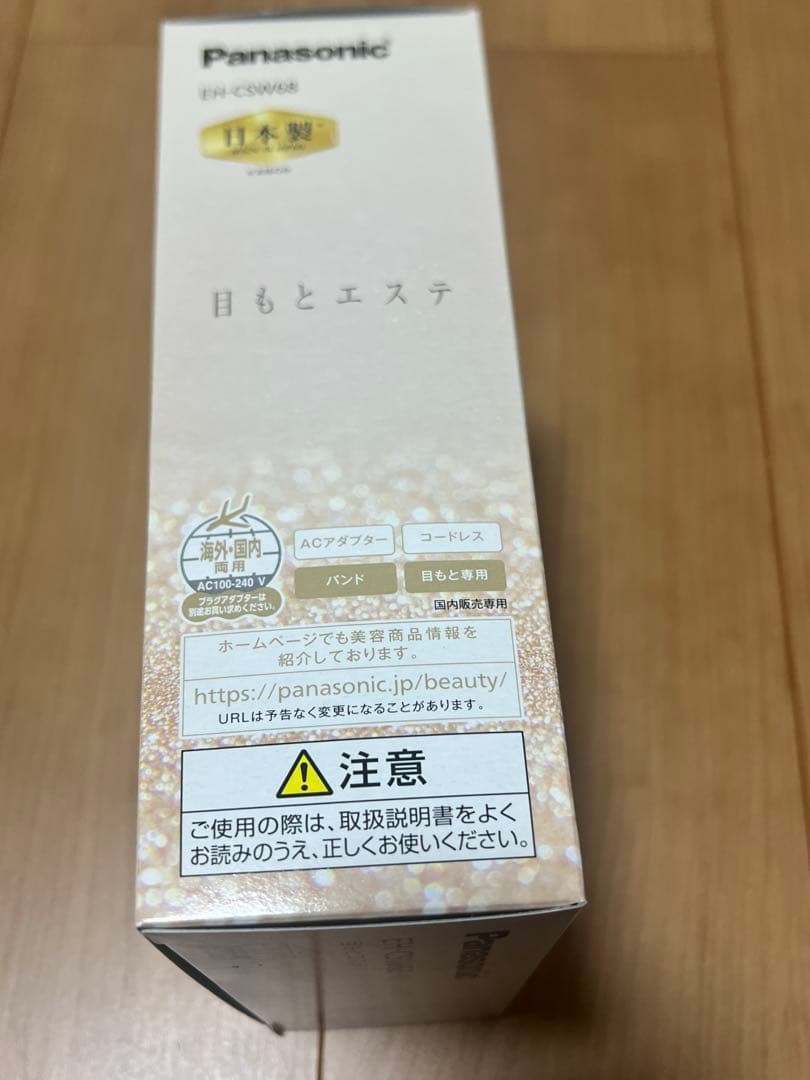 Panasonic
EH-CSW68
日本製
MADE IN JAPAN
目もとエステ
海外・国内
両用
AC100-240 V
プラグアダプターは
別途お買い求めください。
ACアダプター
コードレス
バンド
目もと専用
国内販売専用
ホームページでも美容商品情報を
紹介しております。
https://panasonic.jp/beauty/
URLは予告なく変更になることがあります。
注意
ご使用の際は、取扱説明書をよく
お読みのうえ、正しくお使いください。
Panasonic